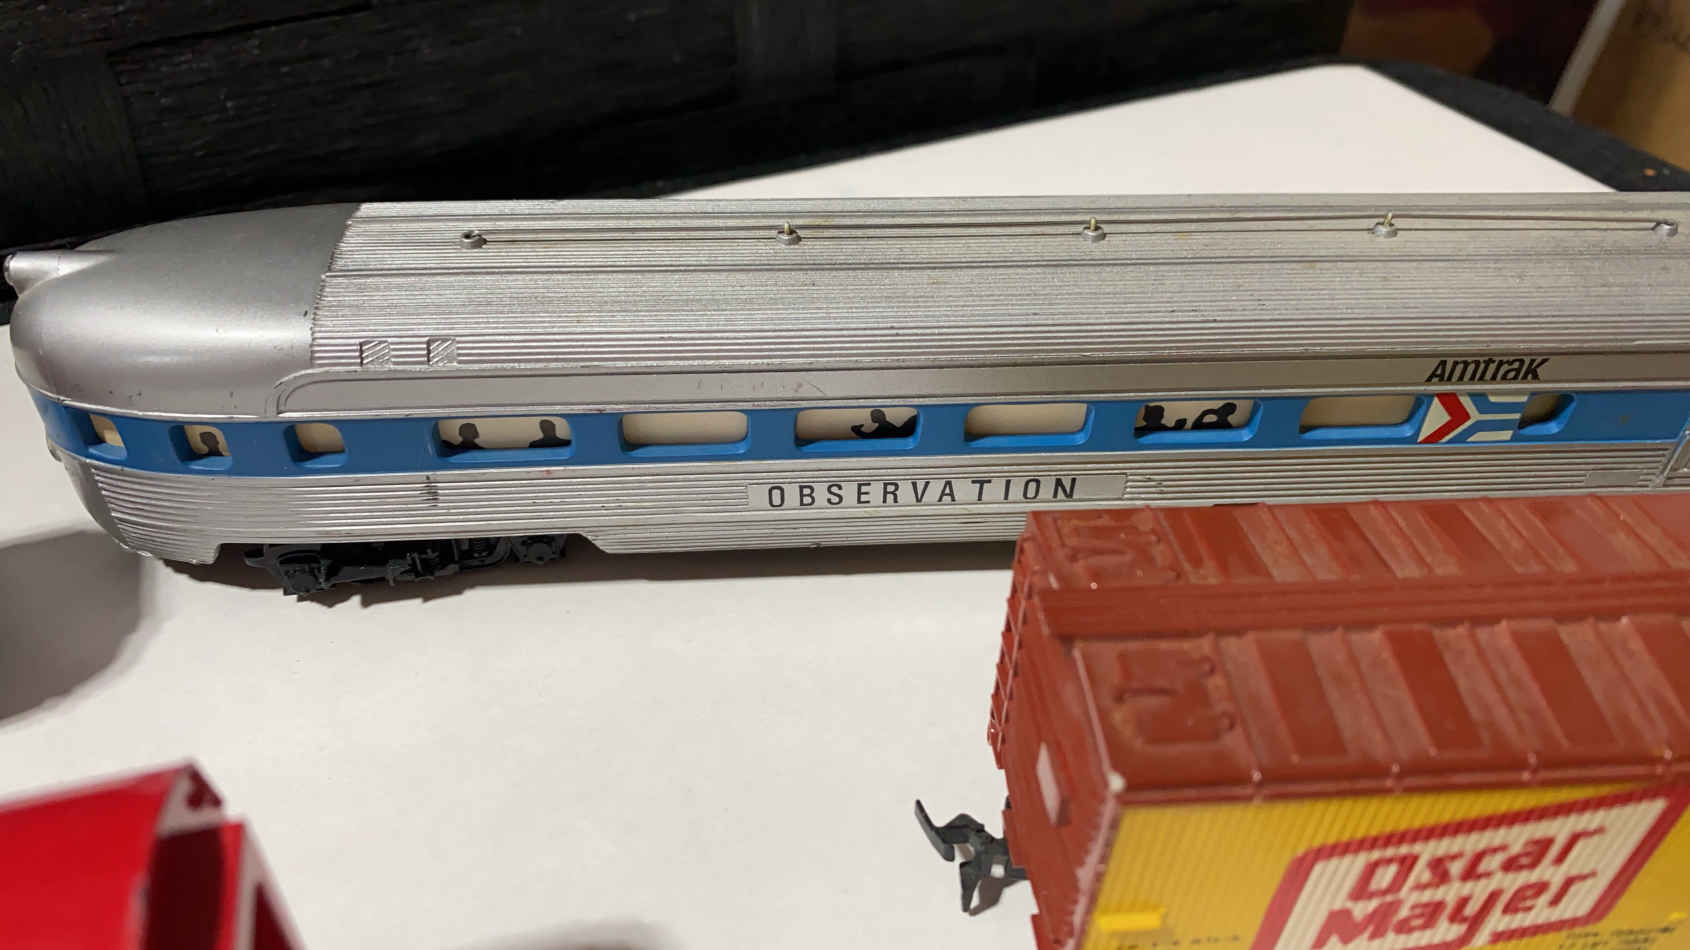 Amtrak
OBSERVATION
Oscar
Mayer